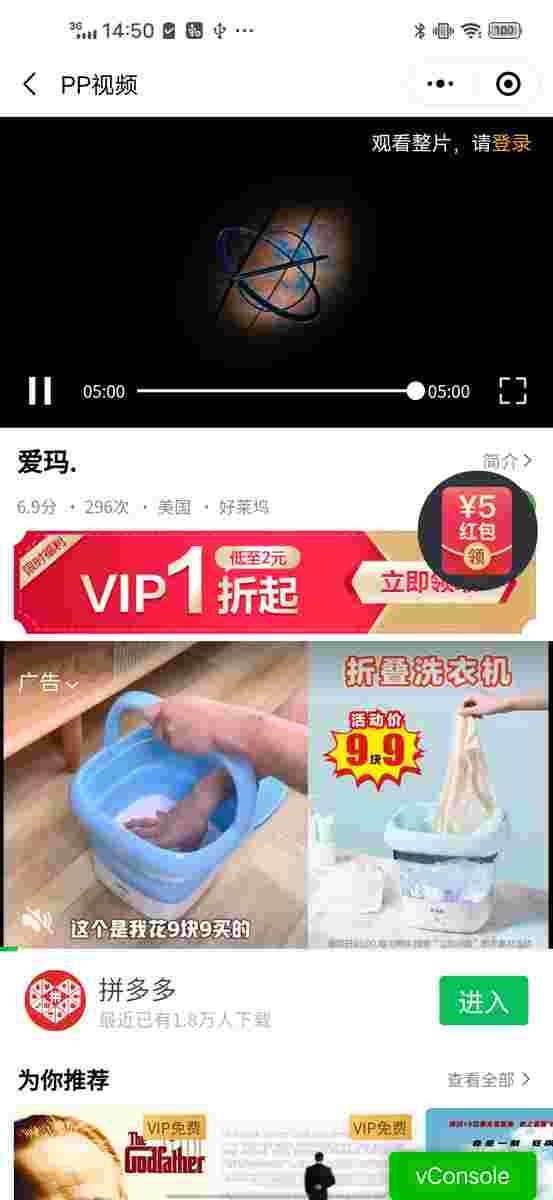 3G 14:50 100
PP视频
观看整片，请登录
05:00 05:00
爱玛.
简介
6.9分 · 296次 · 美国 · 好莱坞
¥5
红包
领
限时福利
VIP1折起
低至2元
立即领
广告
折叠洗衣机
活动价
9块9
这个是我花9块9买的
拼多多
最近已有1.8万人下载
进入
为你推荐
查看全部
VIP免费
VIP免费
The
Godfather
vConsole